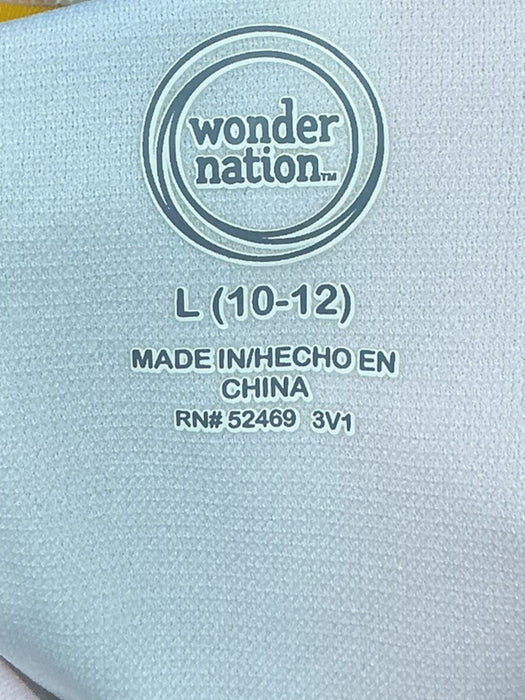 wonder
nation™
L (10-12)
MADE IN/HECHO EN
CHINA
RN# 52469 3V1